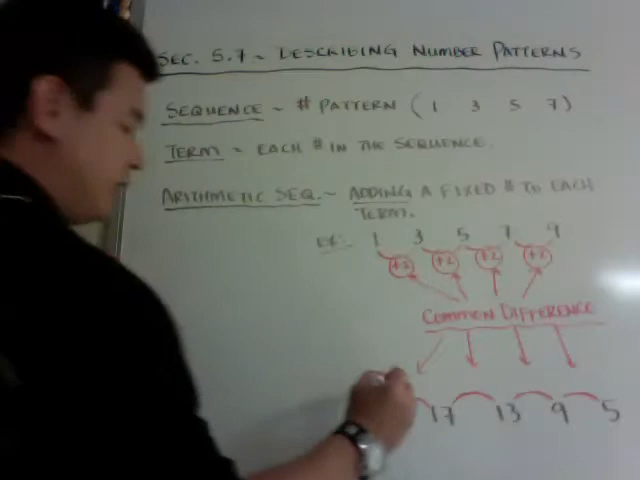 SEC. 5.7 ~ DESCRIBING NUMBER PATTERNS
SEQUENCE ~ # PATTERN ( 1 3 5 7 )
TERM ~ EACH # IN THE SEQUENCE.
ARITHMETIC SEQ. ~ ADDING A FIXED # TO EACH
TERM.
EX: 1 3 5 7 9
+2 +2 +2 +2
COMMON DIFFERENCE
17 13 9 5